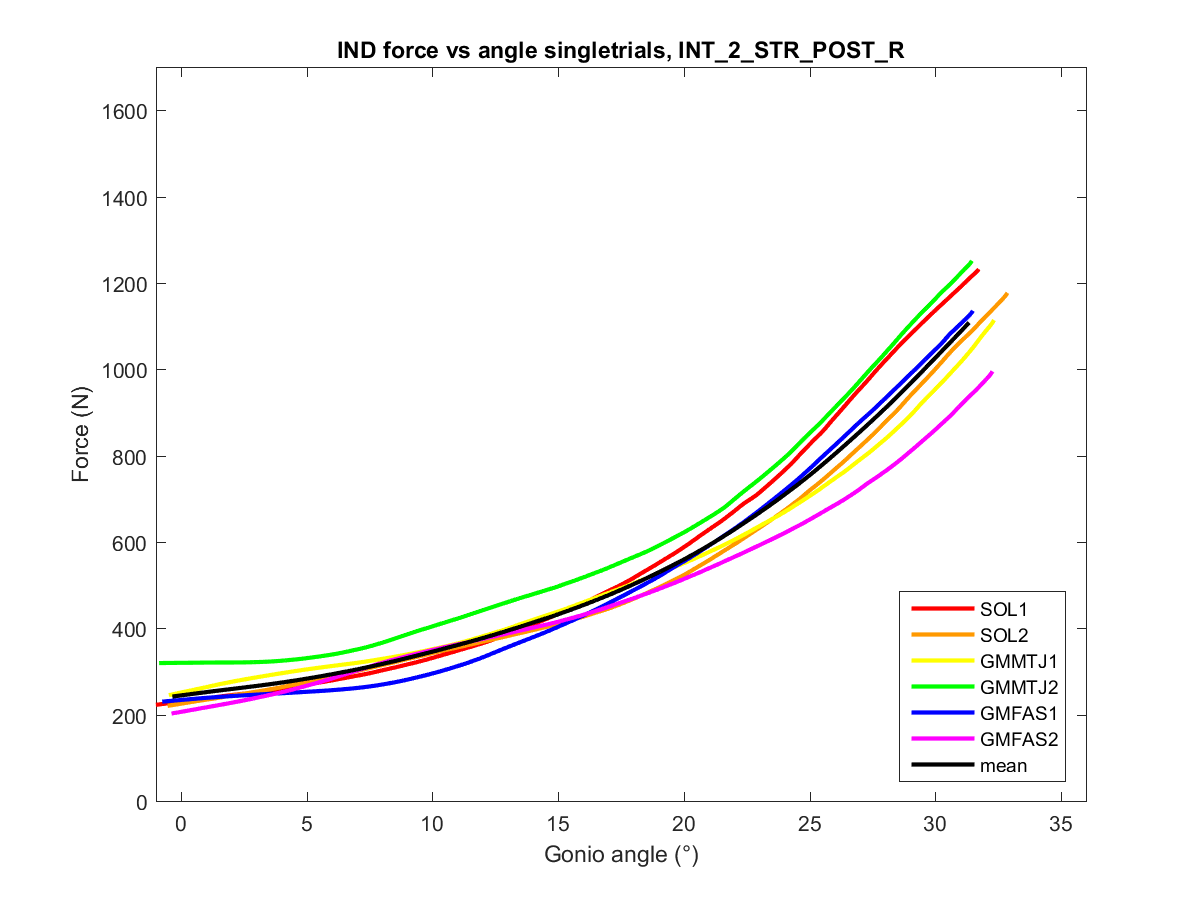 IND force vs angle singletrials, INT_2_STR_POST_R
1600
1400
1200
1000
800
600
400
200
0
Force (N)
0 5 10 15 20 25 30 35
Gonio angle (°)
SOL1
SOL2
GMMTJ1
GMMTJ2
GMFAS1
GMFAS2
mean